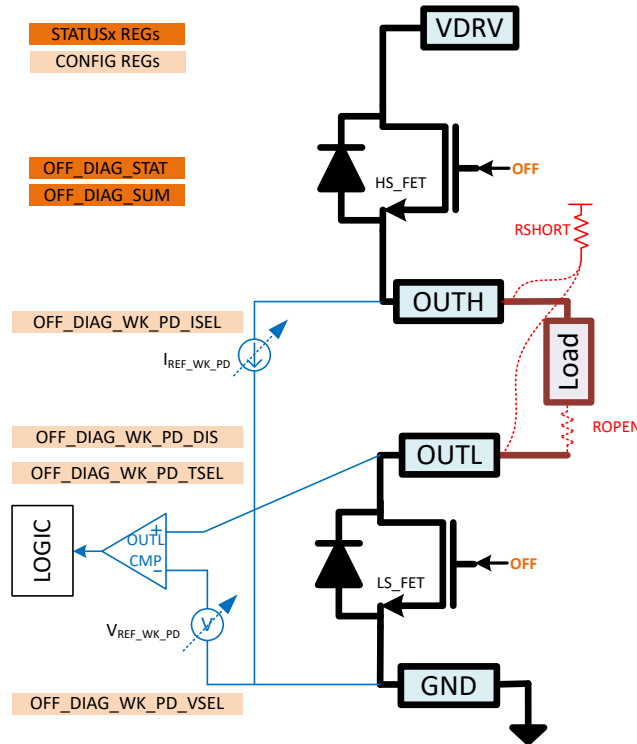 STATUSx REGs
CONFIG REGs
VDRV
OFF_DIAG_STAT
OFF_DIAG_SUM
HS_FET
OFF
RSHORT
OUTH
OFF_DIAG_WK_PD_ISEL
IREF_WK_PD
Load
ROPEN
OFF_DIAG_WK_PD_DIS
OUTL
OFF_DIAG_WK_PD_TSEL
LOGIC
+
OUTL
CMP
−
OFF
LS_FET
V
VREF_WK_PD
GND
OFF_DIAG_WK_PD_VSEL